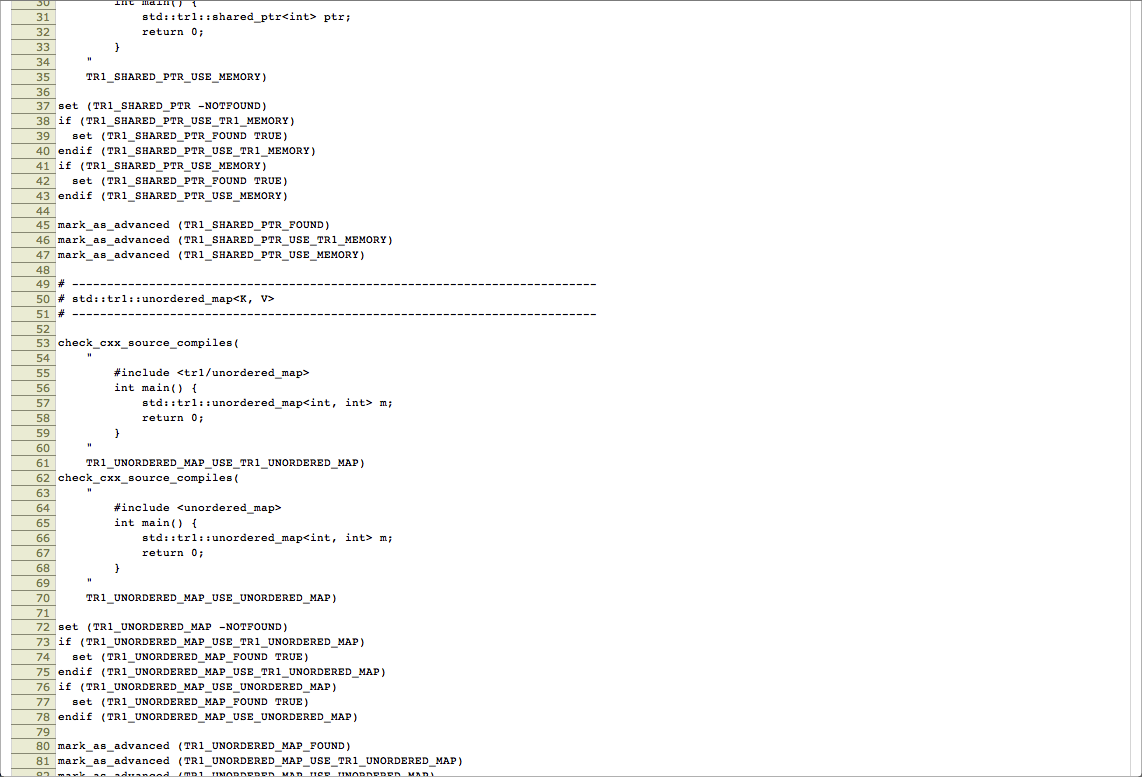 30         int main() {
31             std::tr1::shared_ptr<int> ptr;
32             return 0;
33         }
34     "
35     TR1_SHARED_PTR_USE_MEMORY)
36
37 set (TR1_SHARED_PTR -NOTFOUND)
38 if (TR1_SHARED_PTR_USE_TR1_MEMORY)
39   set (TR1_SHARED_PTR_FOUND TRUE)
40 endif (TR1_SHARED_PTR_USE_TR1_MEMORY)
41 if (TR1_SHARED_PTR_USE_MEMORY)
42   set (TR1_SHARED_PTR_FOUND TRUE)
43 endif (TR1_SHARED_PTR_USE_MEMORY)
44
45 mark_as_advanced (TR1_SHARED_PTR_FOUND)
46 mark_as_advanced (TR1_SHARED_PTR_USE_TR1_MEMORY)
47 mark_as_advanced (TR1_SHARED_PTR_USE_MEMORY)
48
49 # ---------------------------------------------------------------------------
50 # std::tr1::unordered_map<K, V>
51 # ---------------------------------------------------------------------------
52
53 check_cxx_source_compiles(
54     "
55         #include <tr1/unordered_map>
56         int main() {
57             std::tr1::unordered_map<int, int> m;
58             return 0;
59         }
60     "
61     TR1_UNORDERED_MAP_USE_TR1_UNORDERED_MAP)
62 check_cxx_source_compiles(
63     "
64         #include <unordered_map>
65         int main() {
66             std::tr1::unordered_map<int, int> m;
67             return 0;
68         }
69     "
70     TR1_UNORDERED_MAP_USE_UNORDERED_MAP)
71
72 set (TR1_UNORDERED_MAP -NOTFOUND)
73 if (TR1_UNORDERED_MAP_USE_TR1_UNORDERED_MAP)
74   set (TR1_UNORDERED_MAP_FOUND TRUE)
75 endif (TR1_UNORDERED_MAP_USE_TR1_UNORDERED_MAP)
76 if (TR1_UNORDERED_MAP_USE_UNORDERED_MAP)
77   set (TR1_UNORDERED_MAP_FOUND TRUE)
78 endif (TR1_UNORDERED_MAP_USE_UNORDERED_MAP)
79
80 mark_as_advanced (TR1_UNORDERED_MAP_FOUND)
81 mark_as_advanced (TR1_UNORDERED_MAP_USE_TR1_UNORDERED_MAP)
82 mark_as_advanced (TR1_UNORDERED_MAP_USE_UNORDERED_MAP)